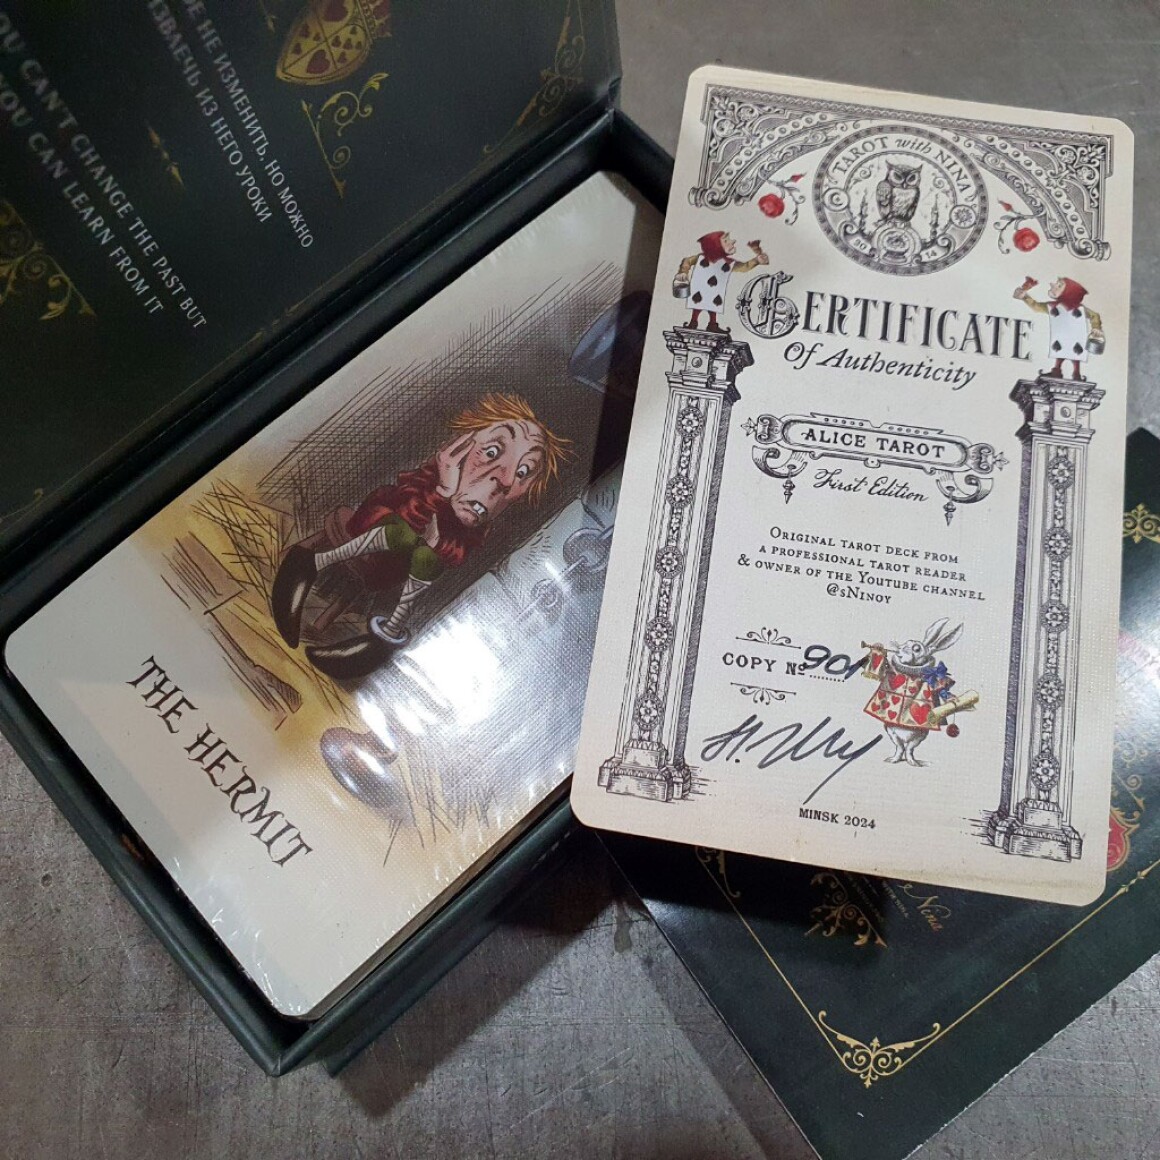 YOU CAN'T CHANGE THE PAST BUT
YOU CAN LEARN FROM IT
НЕ ИЗМЕНИТЬ, НО МОЖНО
ИЗВЛЕЧЬ ИЗ НЕГО УРОКИ
THE HERMIT
TAROT with NINA
20 14
CERTIFICATE
Of Authenticity
ALICE TAROT
First Edition
ORIGINAL TAROT DECK FROM
A PROFESSIONAL TAROT READER
& OWNER OF THE YOUTUBE CHANNEL
@sNINOY
COPY № 901
MINSK 2024
Nina